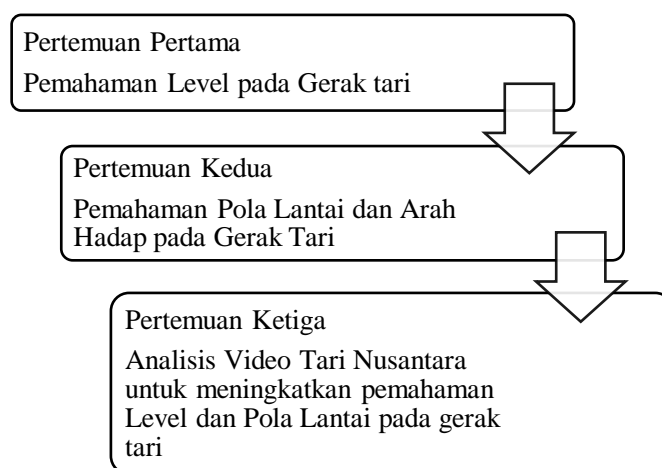 Pertemuan Pertama
Pemahaman Level pada Gerak tari
Pertemuan Kedua
Pemahaman Pola Lantai dan Arah
Hadap pada Gerak Tari
Pertemuan Ketiga
Analisis Video Tari Nusantara
untuk meningkatkan pemahaman
Level dan Pola Lantai pada gerak
tari